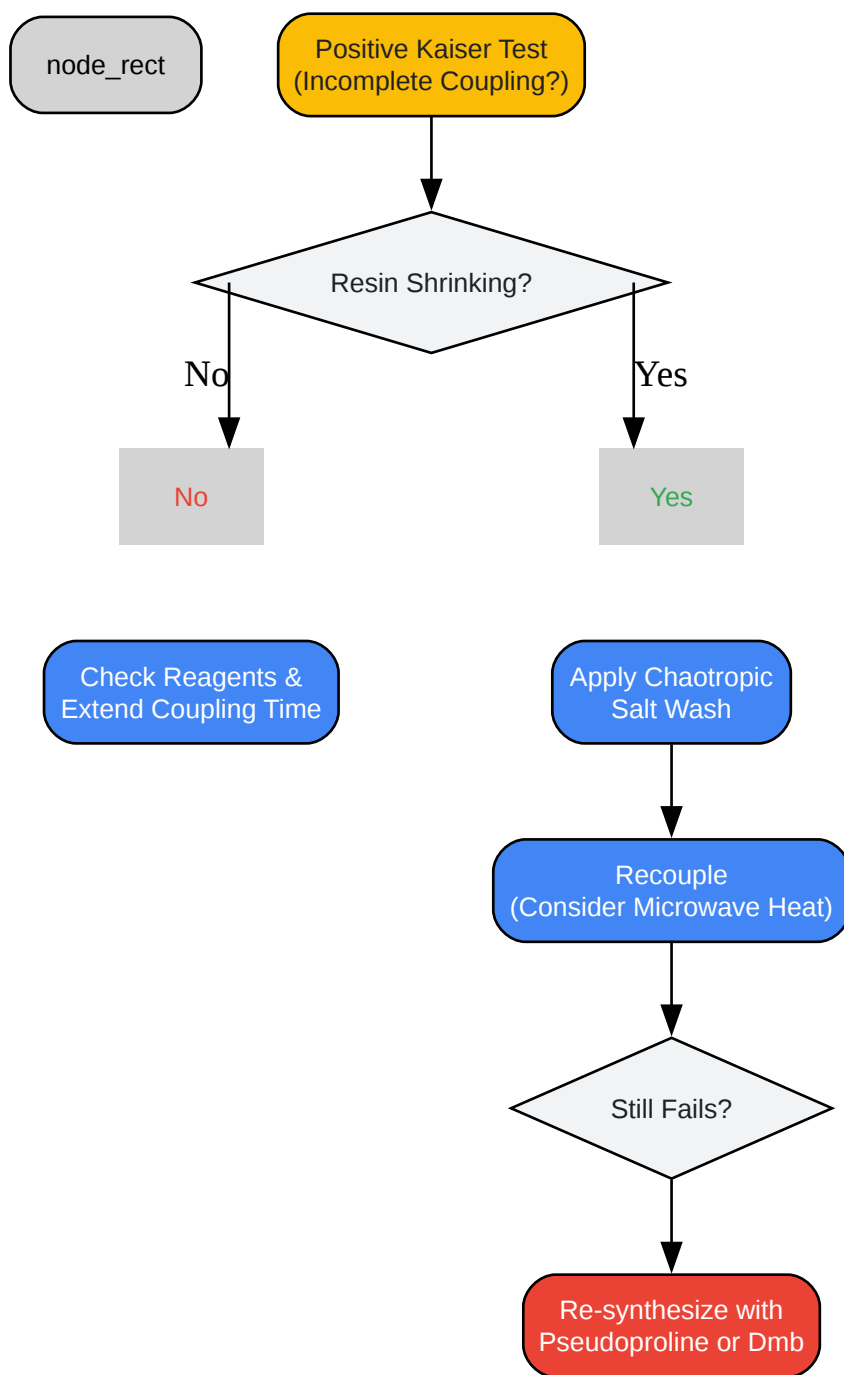 node_rect
Positive Kaiser Test
(Incomplete Coupling?)
Resin Shrinking?
No
Yes
No
Yes
Check Reagents &
Extend Coupling Time
Apply Chaotropic
Salt Wash
Recouple
(Consider Microwave Heat)
Still Fails?
Re-synthesize with
Pseudoproline or Dmb